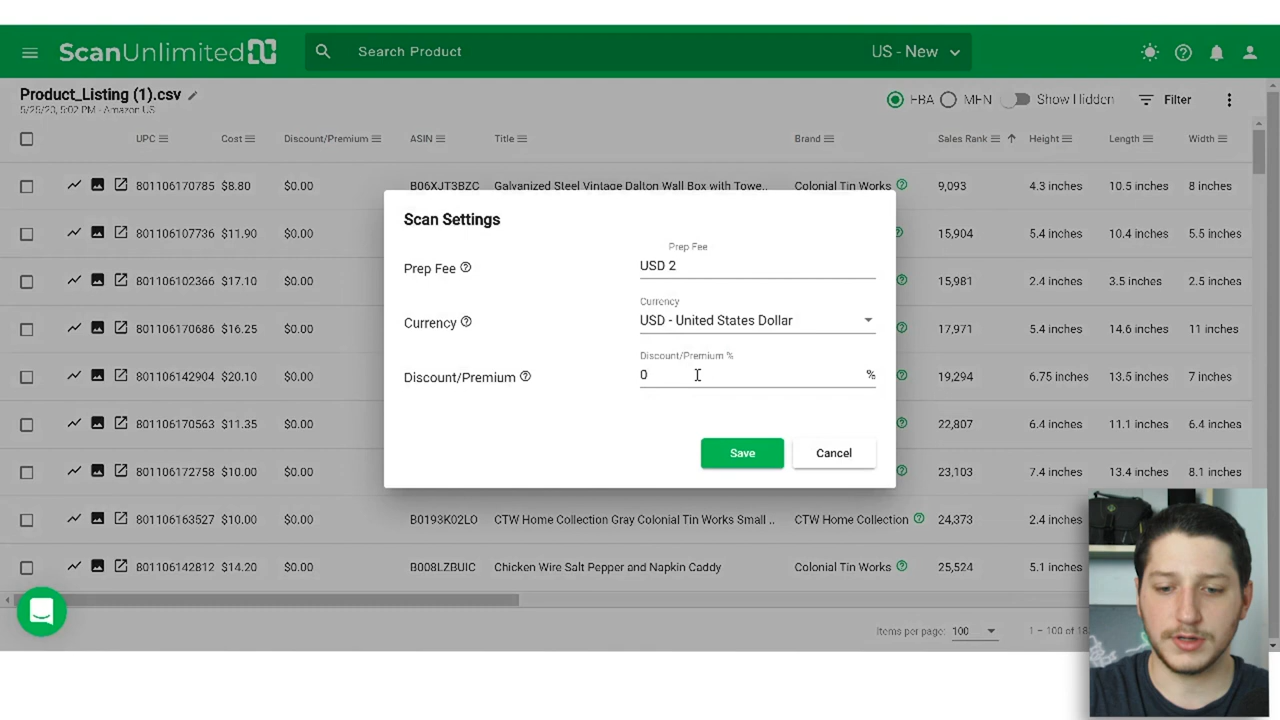 ScanUnlimited
Search Product
US - New
Product_Listing (1).csv
5/25/20, 5:02 PM - Amazon US
FBA
MFN
Show Hidden
Filter
UPC Cost Discount/Premium ASIN Title Brand Sales Rank Height Length Width
801106170785 $8.80 $0.00 B06XJT3BZC Galvanized Steel Vintage Dalton Wall Box with Towe.. Colonial Tin Works 9,093 4.3 inches 10.5 inches 8 inches
801106107736 $11.90 $0.00 15,904 5.4 inches 10.4 inches 5.5 inches
801106102366 $17.10 $0.00 15,981 2.4 inches 3.5 inches 2.5 inches
801106170686 $16.25 $0.00 17,971 5.4 inches 14.6 inches 11 inches
801106142904 $20.10 $0.00 19,294 6.75 inches 13.5 inches 7 inches
801106170563 $11.35 $0.00 22,807 6.4 inches 11.1 inches 6.4 inches
801106172758 $10.00 $0.00 23,103 7.4 inches 13.4 inches 8.1 inches
801106163527 $10.00 $0.00 B0193K02LO CTW Home Collection Gray Colonial Tin Works Small .. CTW Home Collection 24,373 2.4 inches
801106142812 $14.20 $0.00 B008LZBUIC Chicken Wire Salt Pepper and Napkin Caddy Colonial Tin Works 25,524 5.1 inches
Scan Settings
Prep Fee
Prep Fee
USD 2
Currency
Currency
USD - United States Dollar
Discount/Premium
Discount/Premium %
0 %
Save
Cancel
Items per page: 100 1 – 100 of 18